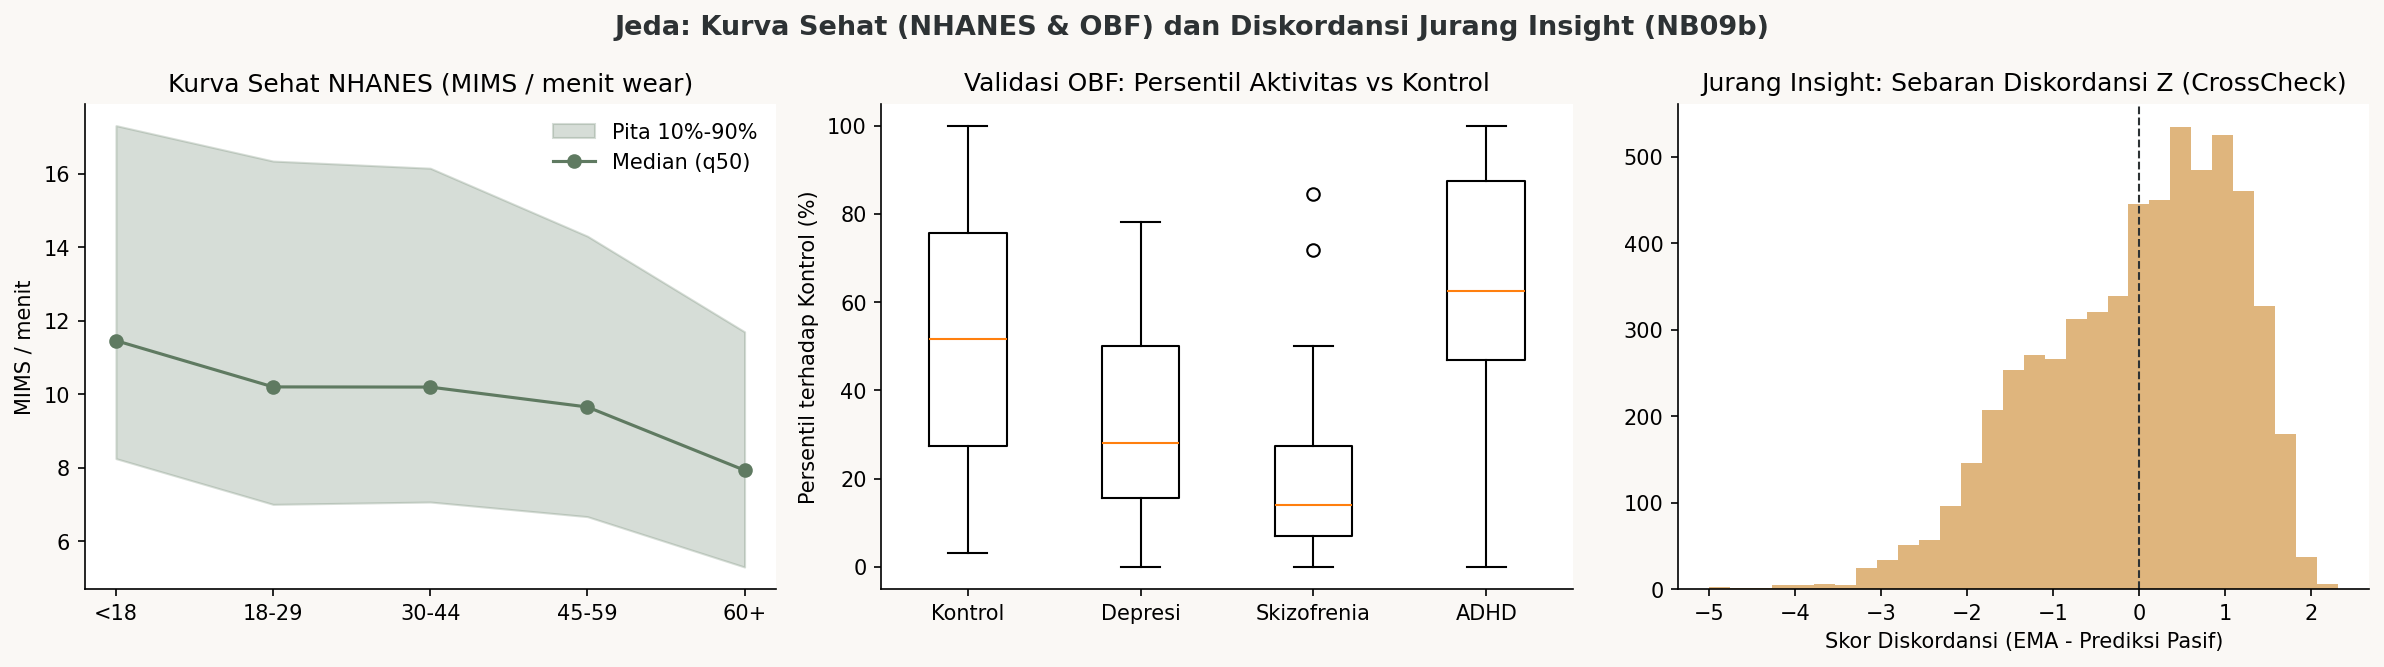 Jeda: Kurva Sehat (NHANES & OBF) dan Diskordansi Jurang Insight (NB09b)
Kurva Sehat NHANES (MIMS / menit wear)
MIMS / menit
16
14
12
10
8
6
Pita 10%-90%
Median (q50)
<18
18-29
30-44
45-59
60+
Validasi OBF: Persentil Aktivitas vs Kontrol
Persentil terhadap Kontrol (%)
100
80
60
40
20
0
Kontrol
Depresi
Skizofrenia
ADHD
Jurang Insight: Sebaran Diskordansi Z (CrossCheck)
500
400
300
200
100
0
−5
−4
−3
−2
−1
0
1
2
Skor Diskordansi (EMA - Prediksi Pasif)